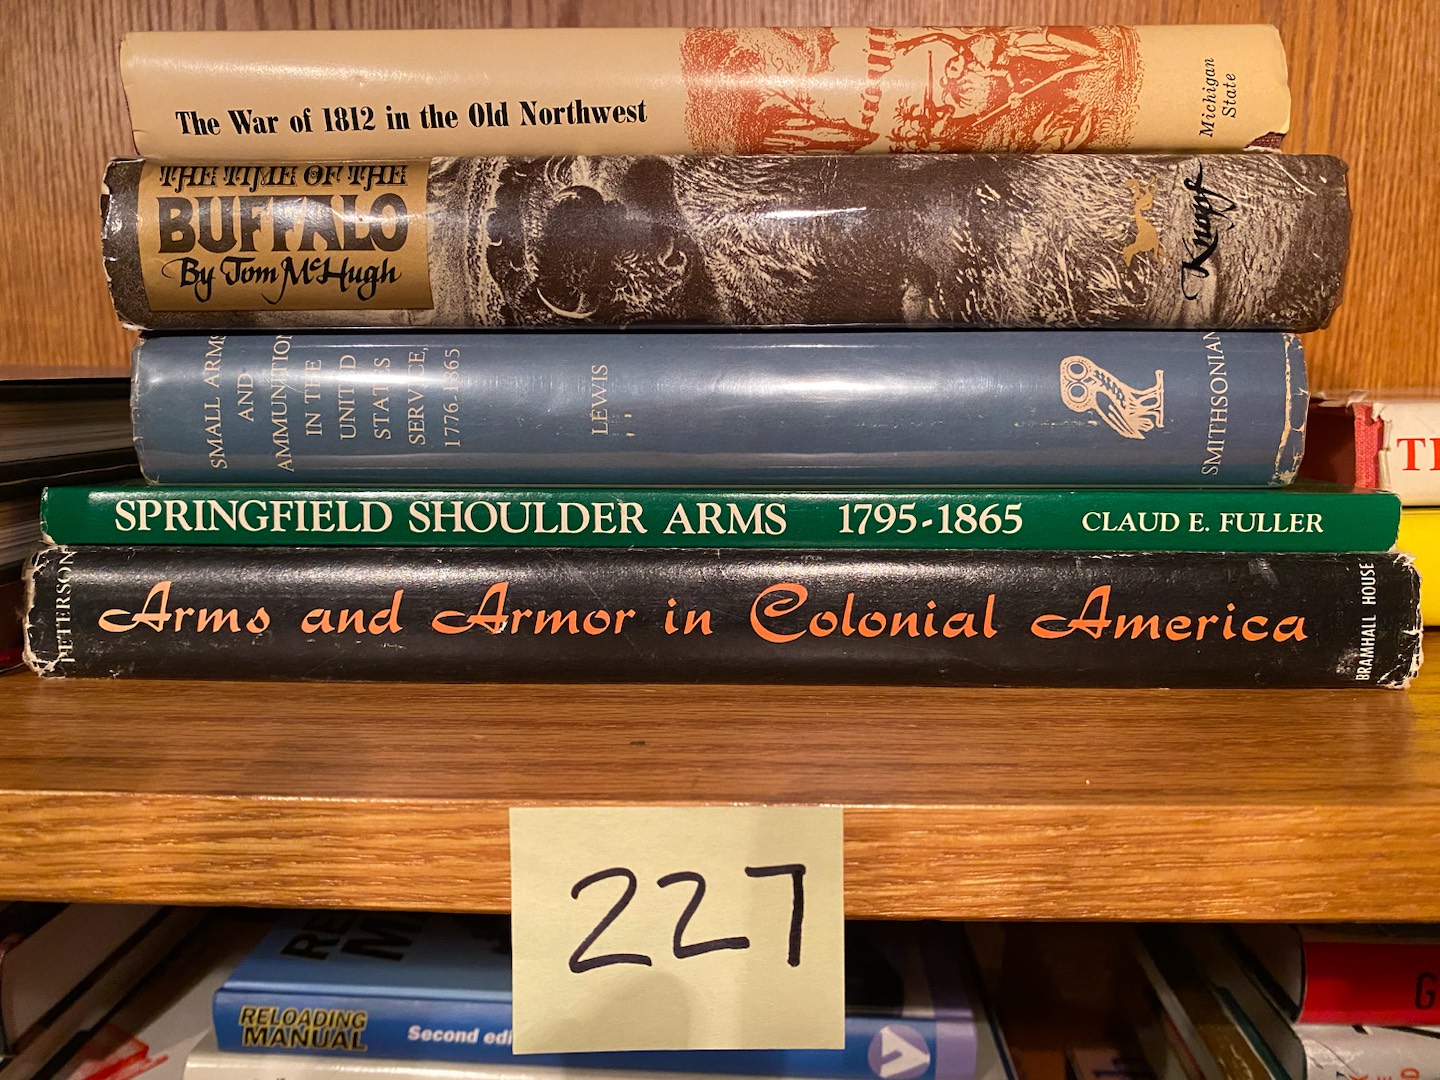 The War of 1812 in the Old Northwest
Michigan
State
THE TIME OF THE
BUFFALO
By Tom McHugh
Knopf
SMALL ARMS
AND
AMMUNITION
IN THE
UNITED
STATES
SERVICE,
1776-1865
LEWIS
SMITHSONIAN
SPRINGFIELD SHOULDER ARMS 1795-1865 CLAUD E. FULLER
PETERSON
Arms and Armor in Colonial America
BRAMHALL HOUSE
227
RELOADING
MANUAL
Second edi